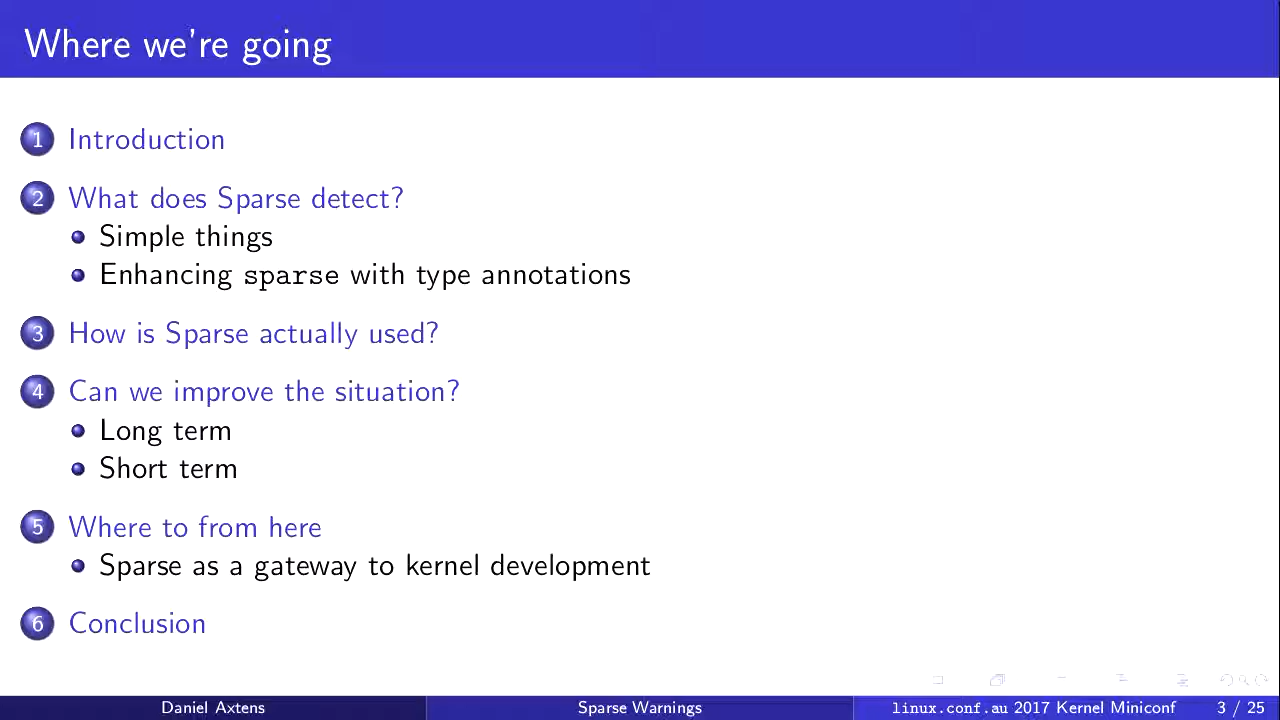 Where we're going
1 Introduction
2 What does Sparse detect?
Simple things
Enhancing sparse with type annotations
3 How is Sparse actually used?
4 Can we improve the situation?
Long term
Short term
5 Where to from here
Sparse as a gateway to kernel development
6 Conclusion
Daniel Axtens Sparse Warnings linux.conf.au 2017 Kernel Miniconf 3 / 25